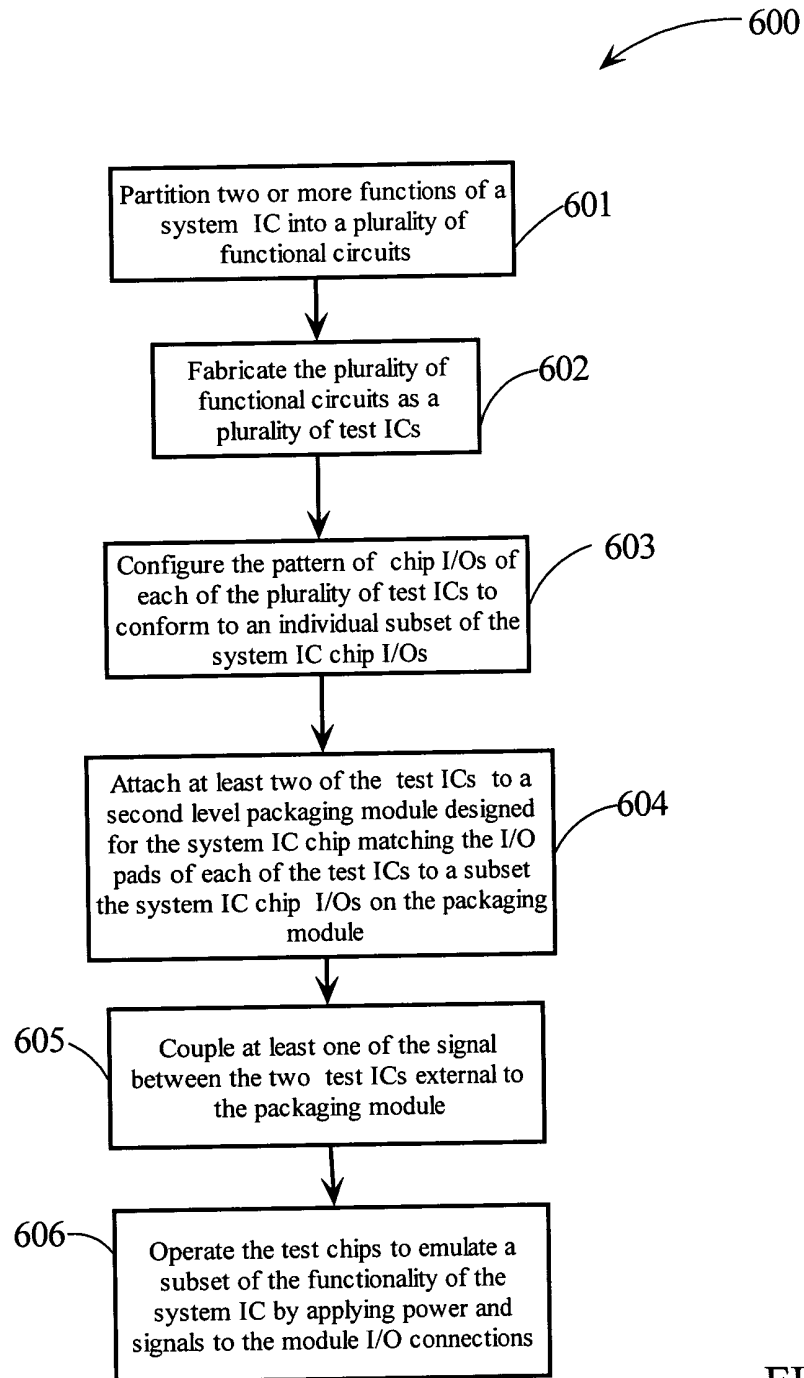 600
Partition two or more functions of a
system IC into a plurality of
functional circuits
601
Fabricate the plurality of
functional circuits as a
plurality of test ICs
602
Configure the pattern of chip I/Os of
each of the plurality of test ICs to
conform to an individual subset of the
system IC chip I/Os
603
Attach at least two of the test ICs to a
second level packaging module designed
for the system IC chip matching the I/O
pads of each of the test ICs to a subset
the system IC chip I/Os on the packaging
module
604
605
Couple at least one of the signal
between the two test ICs external to
the packaging module
606
Operate the test chips to emulate a
subset of the functionality of the
system IC by applying power and
signals to the module I/O connections